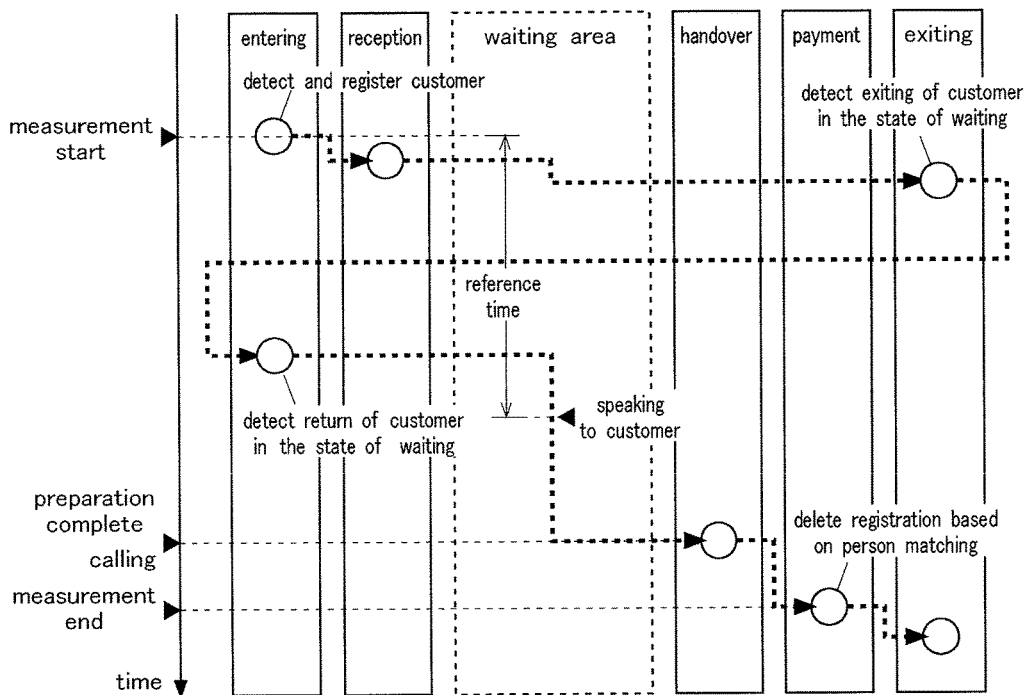 entering
reception
waiting area
handover
payment
exiting
detect and register customer
detect exiting of customer
in the state of waiting
measurement
start
reference
time
detect return of customer
in the state of waiting
speaking
to customer
preparation
complete
calling
delete registration based
on person matching
measurement
end
time